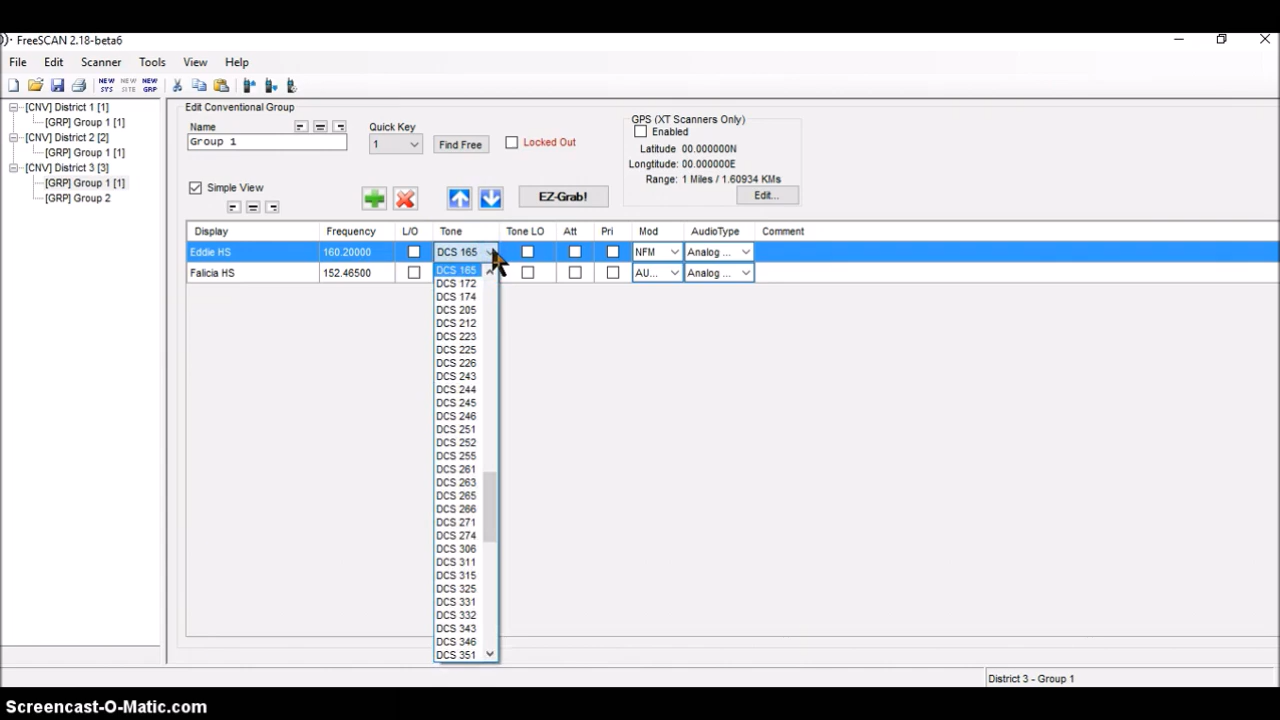 FreeSCAN 2.18-beta6
File Edit Scanner Tools View Help
NEW SYS NEW SITE NEW GRP
[CNV] District 1 [1]
[GRP] Group 1 [1]
[CNV] District 2 [2]
[GRP] Group 1 [1]
[CNV] District 3 [3]
[GRP] Group 1 [1]
[GRP] Group 2
Edit Conventional Group
Name
Group 1
Quick Key
1
Find Free
Locked Out
GPS (XT Scanners Only)
Enabled
Latitude 00.000000N
Longtitude: 00.000000E
Range: 1 Miles / 1.60934 KMs
Edit...
Simple View
EZ-Grab!
Display Frequency L/O Tone Tone LO Att Pri Mod AudioType Comment
Eddie HS 160.20000 DCS 165 NFM Analog ...
Falicia HS 152.46500 AU... Analog ...
DCS 165
DCS 172
DCS 174
DCS 205
DCS 212
DCS 223
DCS 225
DCS 226
DCS 243
DCS 244
DCS 245
DCS 246
DCS 251
DCS 252
DCS 255
DCS 261
DCS 263
DCS 265
DCS 266
DCS 271
DCS 274
DCS 306
DCS 311
DCS 315
DCS 325
DCS 331
DCS 332
DCS 343
DCS 346
DCS 351
District 3 - Group 1
Screencast-O-Matic.com